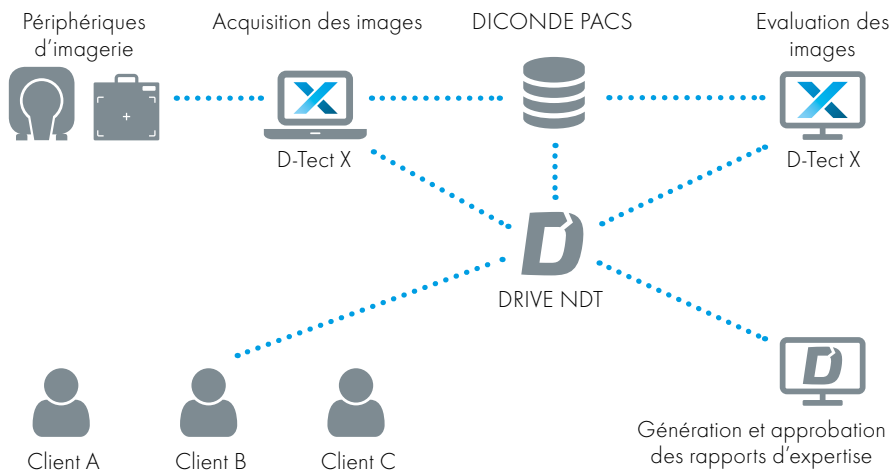 Périphériques
d'imagerie
Acquisition des images
DICONDE PACS
Evaluation des
images
D-Tect X
D-Tect X
D
DRIVE NDT
D
Client A
Client B
Client C
Génération et approbation
des rapports d'expertise